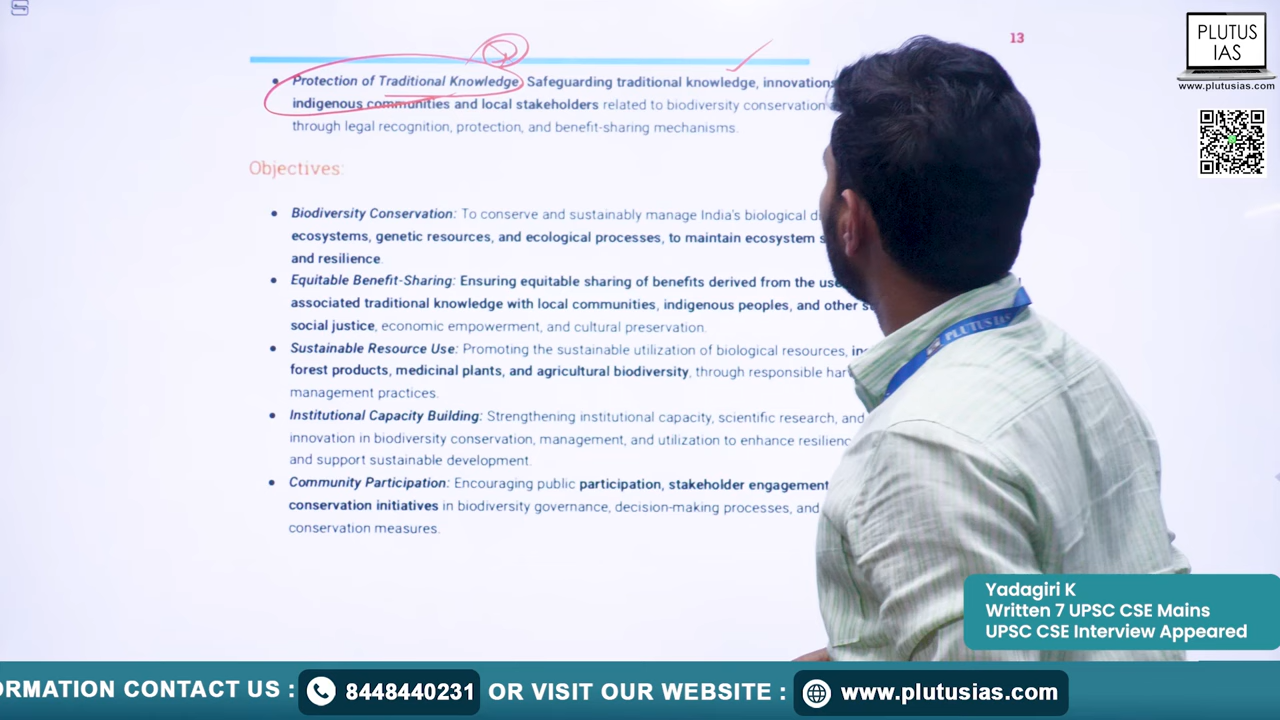 13
PLUTUS
IAS
www.plutusias.com
Protection of Traditional Knowledge: Safeguarding traditional knowledge, innovations
indigenous communities and local stakeholders related to biodiversity conservation
through legal recognition, protection, and benefit-sharing mechanisms.
Objectives:
Biodiversity Conservation: To conserve and sustainably manage India's biological
ecosystems, genetic resources, and ecological processes, to maintain ecosystem
and resilience.
Equitable Benefit-Sharing: Ensuring equitable sharing of benefits derived from the use
associated traditional knowledge with local communities, indigenous peoples, and other
social justice, economic empowerment, and cultural preservation.
Sustainable Resource Use: Promoting the sustainable utilization of biological resources,
forest products, medicinal plants, and agricultural biodiversity, through responsible
management practices.
Institutional Capacity Building: Strengthening institutional capacity, scientific research, and
innovation in biodiversity conservation, management, and utilization to enhance
and support sustainable development.
Community Participation: Encouraging public participation, stakeholder engagement
conservation initiatives in biodiversity governance, decision-making processes, and
conservation measures.
PLUTUS IAS
Yadagiri K
Written 7 UPSC CSE Mains
UPSC CSE Interview Appeared
ORMATION CONTACT US : 8448440231 OR VISIT OUR WEBSITE : www.plutusias.com